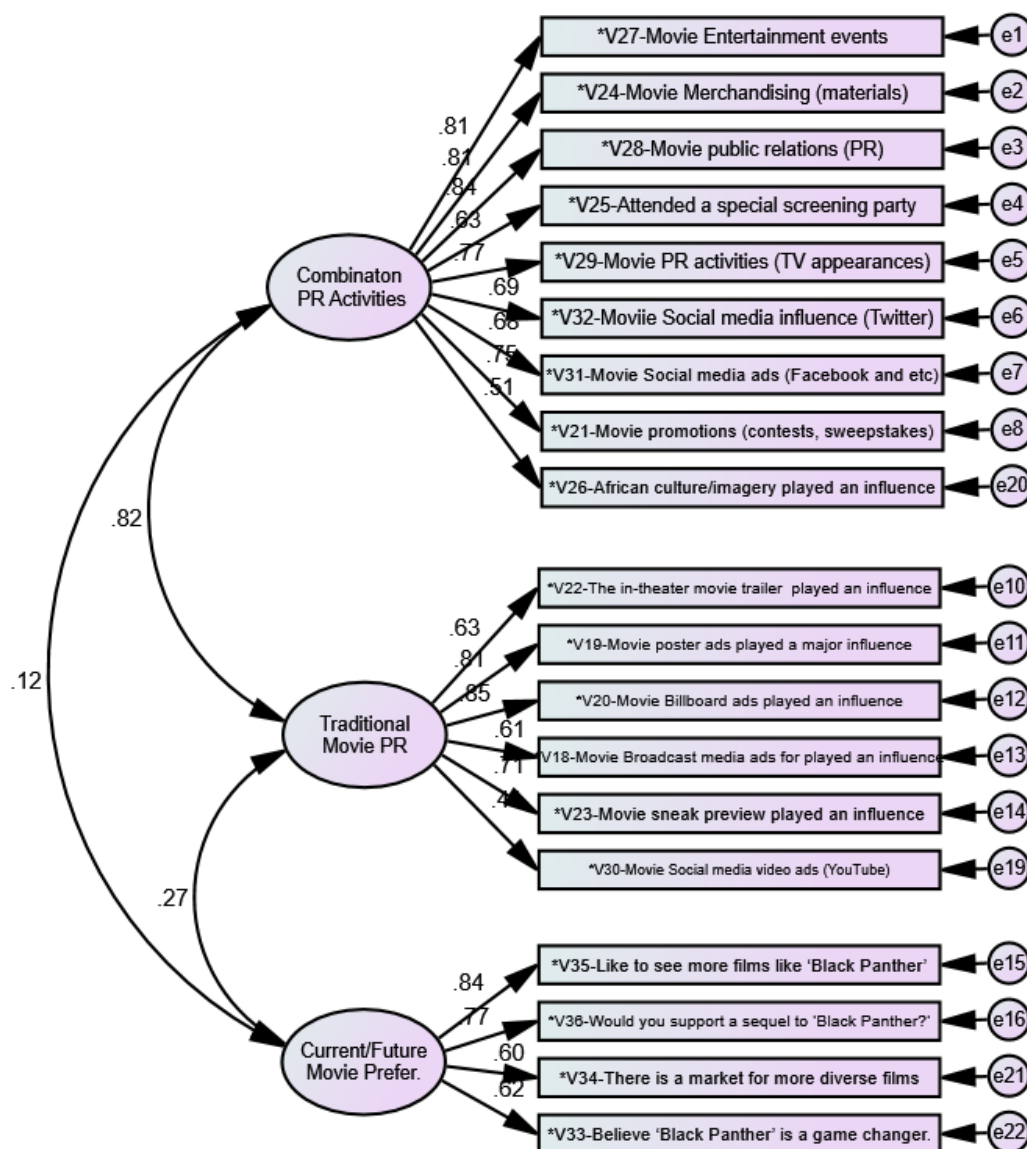 *V27-Movie Entertainment events
e1
*V24-Movie Merchandising (materials)
e2
*V28-Movie public relations (PR)
e3
*V25-Attended a special screening party
e4
*V29-Movie PR activities (TV appearances)
e5
*V32-Moviie Social media influence (Twitter)
e6
*V31-Movie Social media ads (Facebook and etc)
e7
*V21-Movie promotions (contests, sweepstakes)
e8
*V26-African culture/imagery played an influence
e20
.81
.81
.84
.63
.77
.69
.68
.75
.51
Combinaton
PR Activities
.82
.12
.27
*V22-The in-theater movie trailer played an influence
e10
*V19-Movie poster ads played a major influence
e11
*V20-Movie Billboard ads played an influence
e12
V18-Movie Broadcast media ads for played an influence
e13
*V23-Movie sneak preview played an influence
e14
*V30-Movie Social media video ads (YouTube)
e19
.63
.81
.85
.61
.71
Traditional
Movie PR
*V35-Like to see more films like ‘Black Panther’
e15
*V36-Would you support a sequel to ‘Black Panther?’
e16
*V34-There is a market for more diverse films
e21
*V33-Believe ‘Black Panther’ is a game changer.
e22
.84
.77
.60
.62
Current/Future
Movie Prefer.